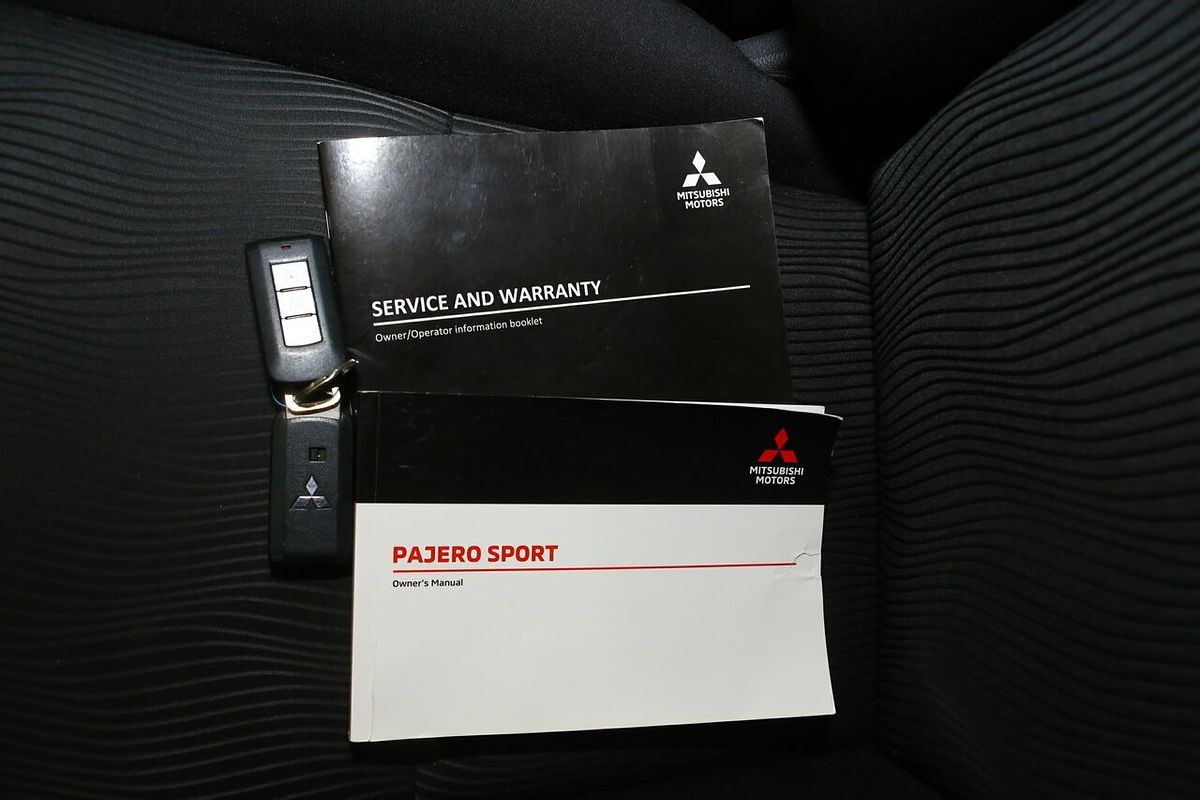 MITSUBISHI
MOTORS
SERVICE AND WARRANTY
Owner/Operator information booklet
MITSUBISHI
MOTORS
PAJERO SPORT
Owner's Manual